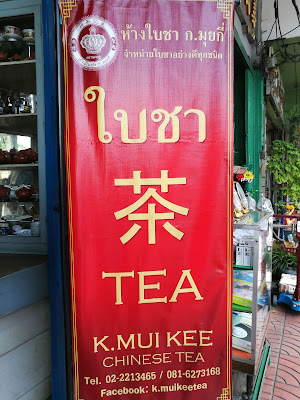 ห้างใบชา ก.มุยกี่
จำหน่ายใบชาอย่างดีทุกชนิด
ใบชา
茶
TEA
K.MUI KEE
CHINESE TEA
Tel. 02-2213465 / 081-6273168
Facebook: k.muikeetea